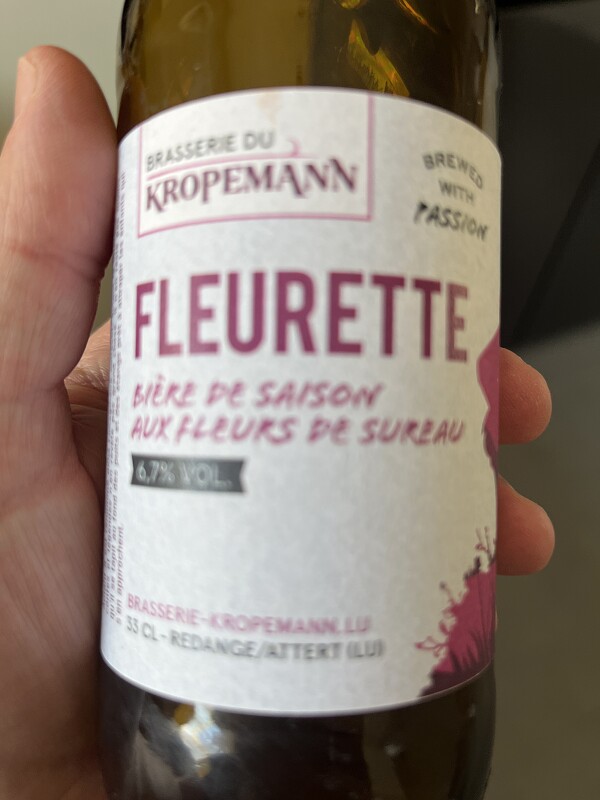 BRASSERIE DU
KROPEMANN
BREWED
WITH
PASSION
FLEURETTE
BIÈRE DE SAISON
AUX FLEURS DE SUREAU
6,7% VOL.
BRASSERIE-KROPEMANN.LU
33 CL - REDANGE/ATTERT (LU)